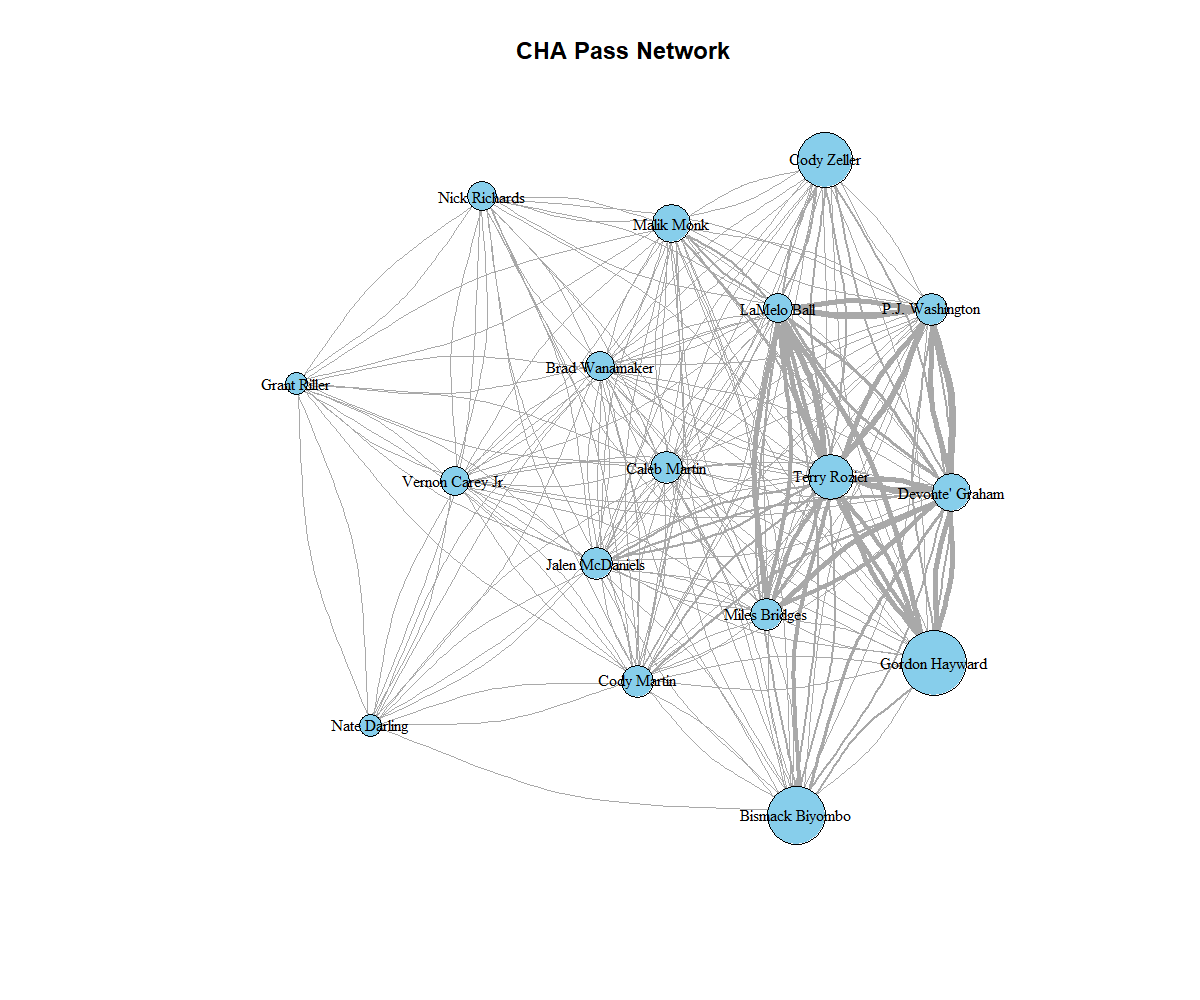 CHA Pass Network
Cody Zeller
Nick Richards
Malik Monk
LaMelo Ball
P.J. Washington
Brad Wanamaker
Grant Riller
Caleb Martin
Terry Rozier
Vernon Carey Jr.
Devonte' Graham
Jalen McDaniels
Miles Bridges
Gordon Hayward
Cody Martin
Nate Darling
Bismack Biyombo